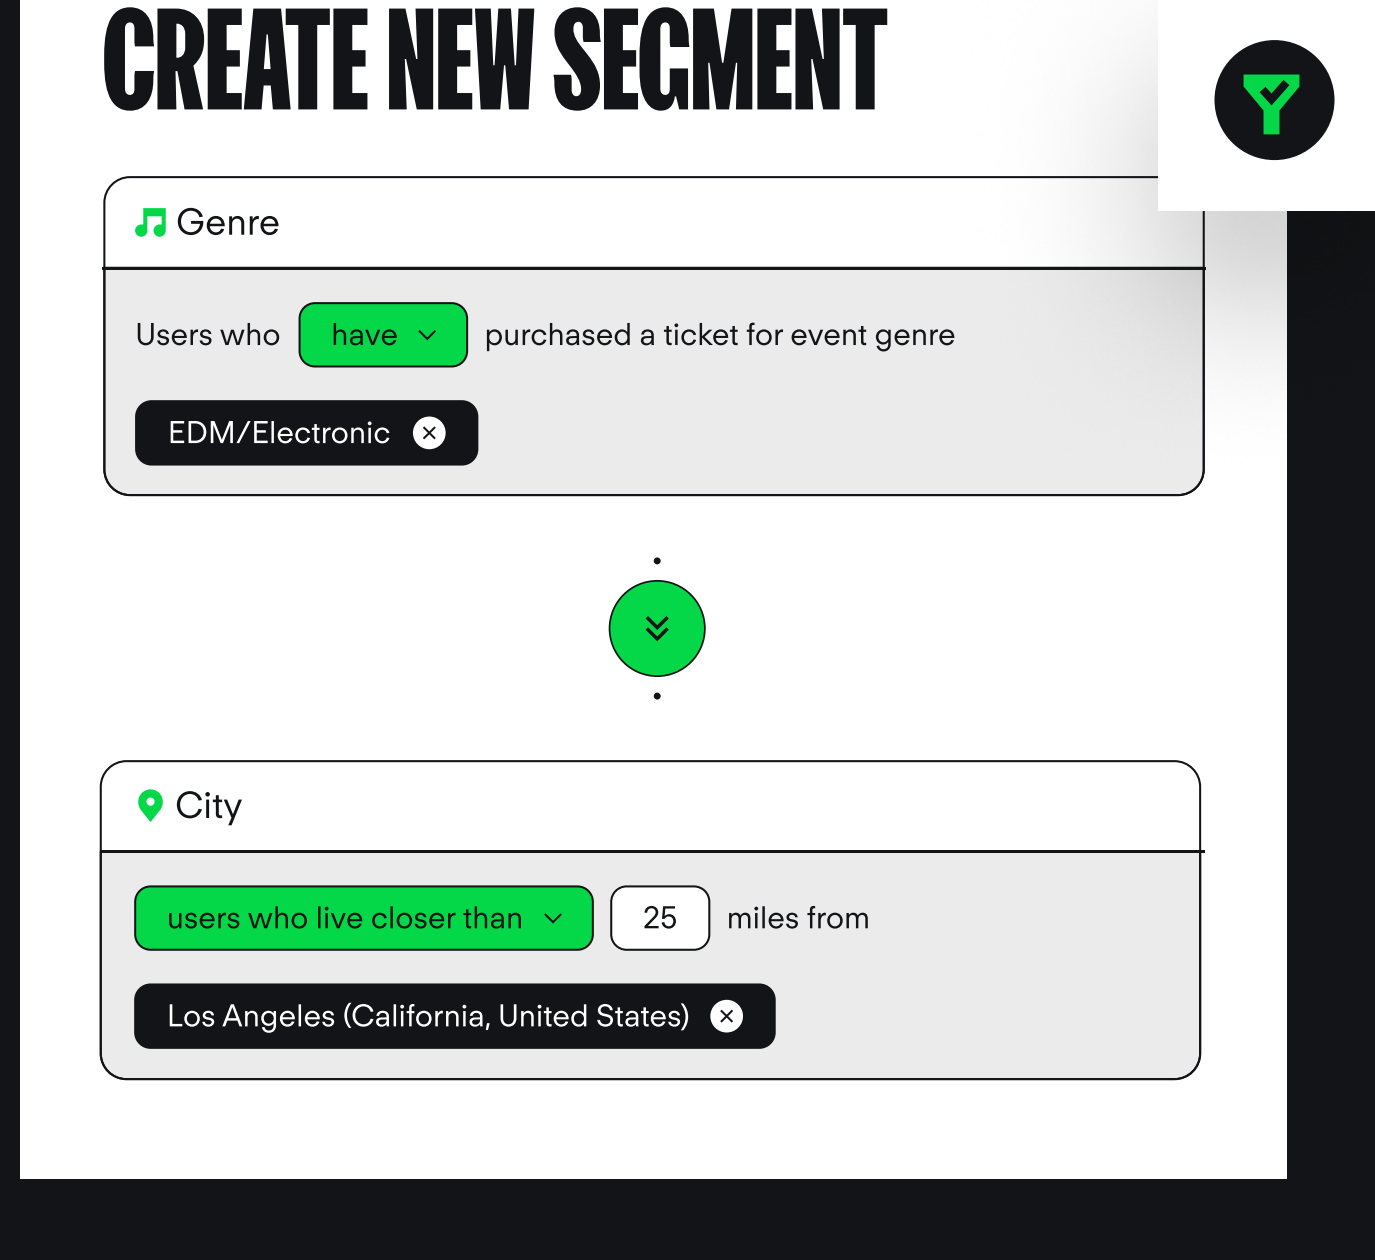 CREATE NEW SEGMENT
Genre
Users who have purchased a ticket for event genre
EDM/Electronic
City
users who live closer than 25 miles from
Los Angeles (California, United States)